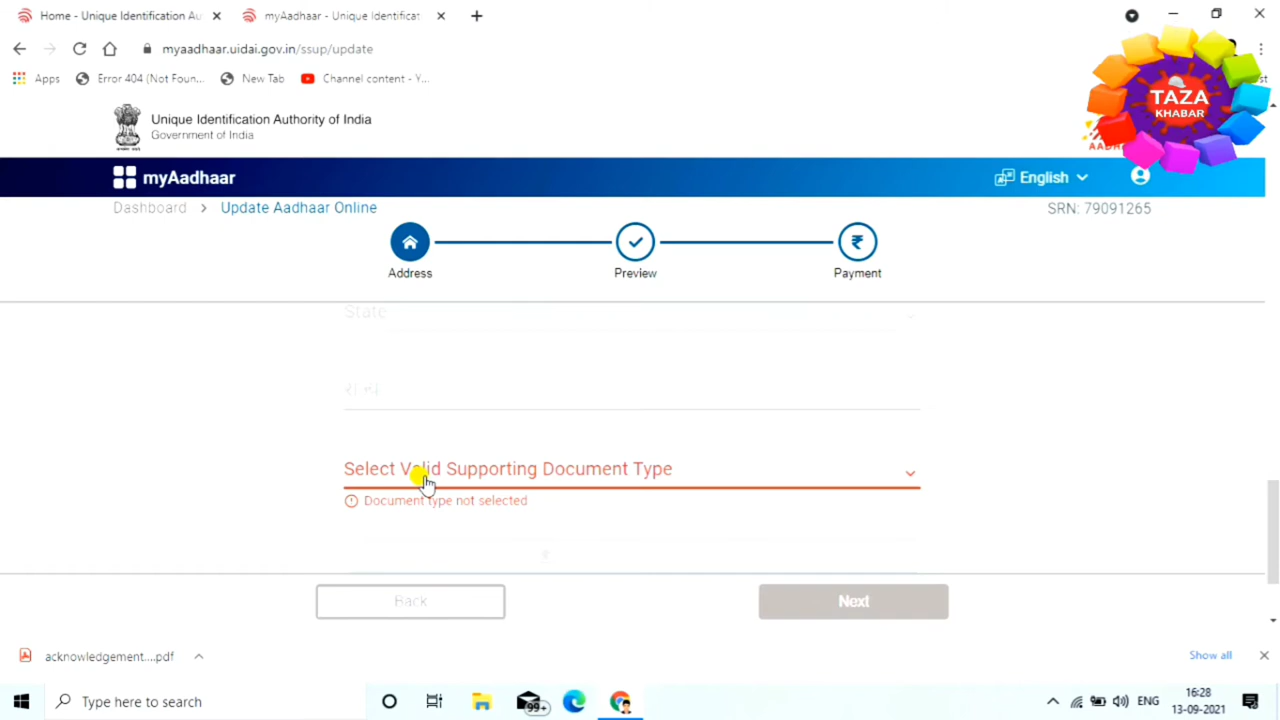 Home - Unique Identification Au
myAadhaar - Unique Identificat
myaadhaar.uidai.gov.in/ssup/update
Apps
Error 404 (Not Foun...
New Tab
Channel content - Y...
TAZA
KHABAR
Unique Identification Authority of India
Government of India
myAadhaar
English
Dashboard > Update Aadhaar Online
SRN: 79091265
Address
Preview
Payment
State
Select Valid Supporting Document Type
Document type not selected
Back
Next
acknowledgement....pdf
Show all
Type here to search
99+
ENG
16:28
13-09-2021